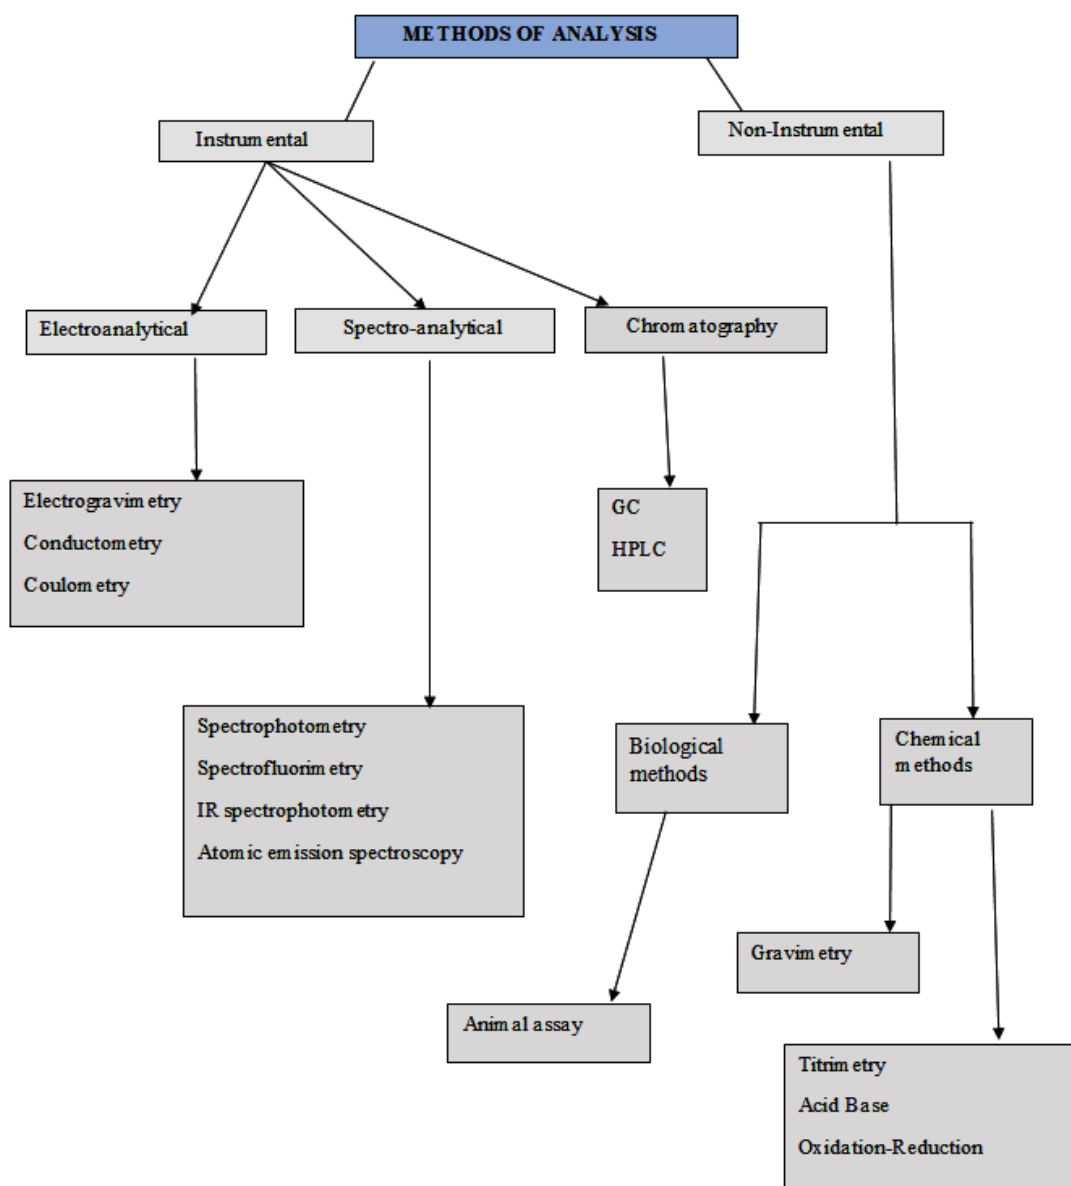 METHODS OF ANALYSIS
Instrumental
Non-Instrumental
Electroanalytical
Spectro-analytical
Chromatography
Electrogravimetry
Conductometry
Coulometry
GC
HPLC
Spectrophotometry
Spectrofluorimetry
IR spectrophotometry
Atomic emission spectroscopy
Biological
methods
Chemical
methods
Gravimetry
Animal assay
Titrimetry
Acid Base
Oxidation-Reduction